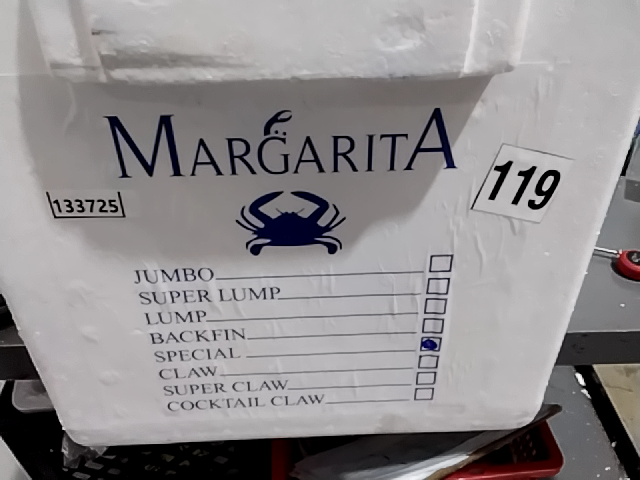 MARGARITA
119
133725
JUMBO
SUPER LUMP
LUMP
BACKFIN
SPECIAL
CLAW
SUPER CLAW
COCKTAIL CLAW